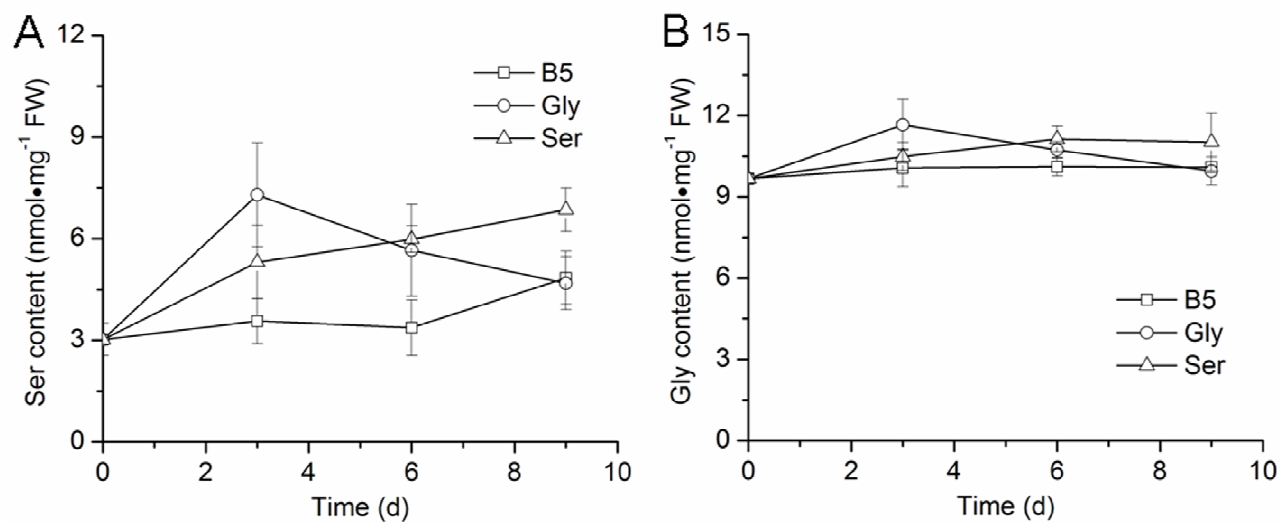 A
Ser content (nmol•mg⁻¹ FW)
12
9
6
3
0
B5
Gly
Ser
0 2 4 6 8 10
Time (d)
B
Gly content (nmol•mg⁻¹ FW)
15
12
9
6
3
0
B5
Gly
Ser
0 2 4 6 8 10
Time (d)